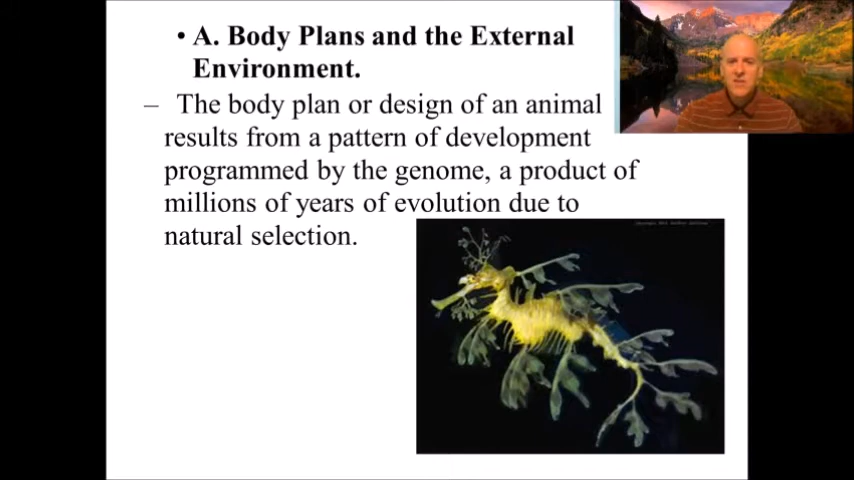 • A. Body Plans and the External
Environment.
– The body plan or design of an animal
results from a pattern of development
programmed by the genome, a product of
millions of years of evolution due to
natural selection.